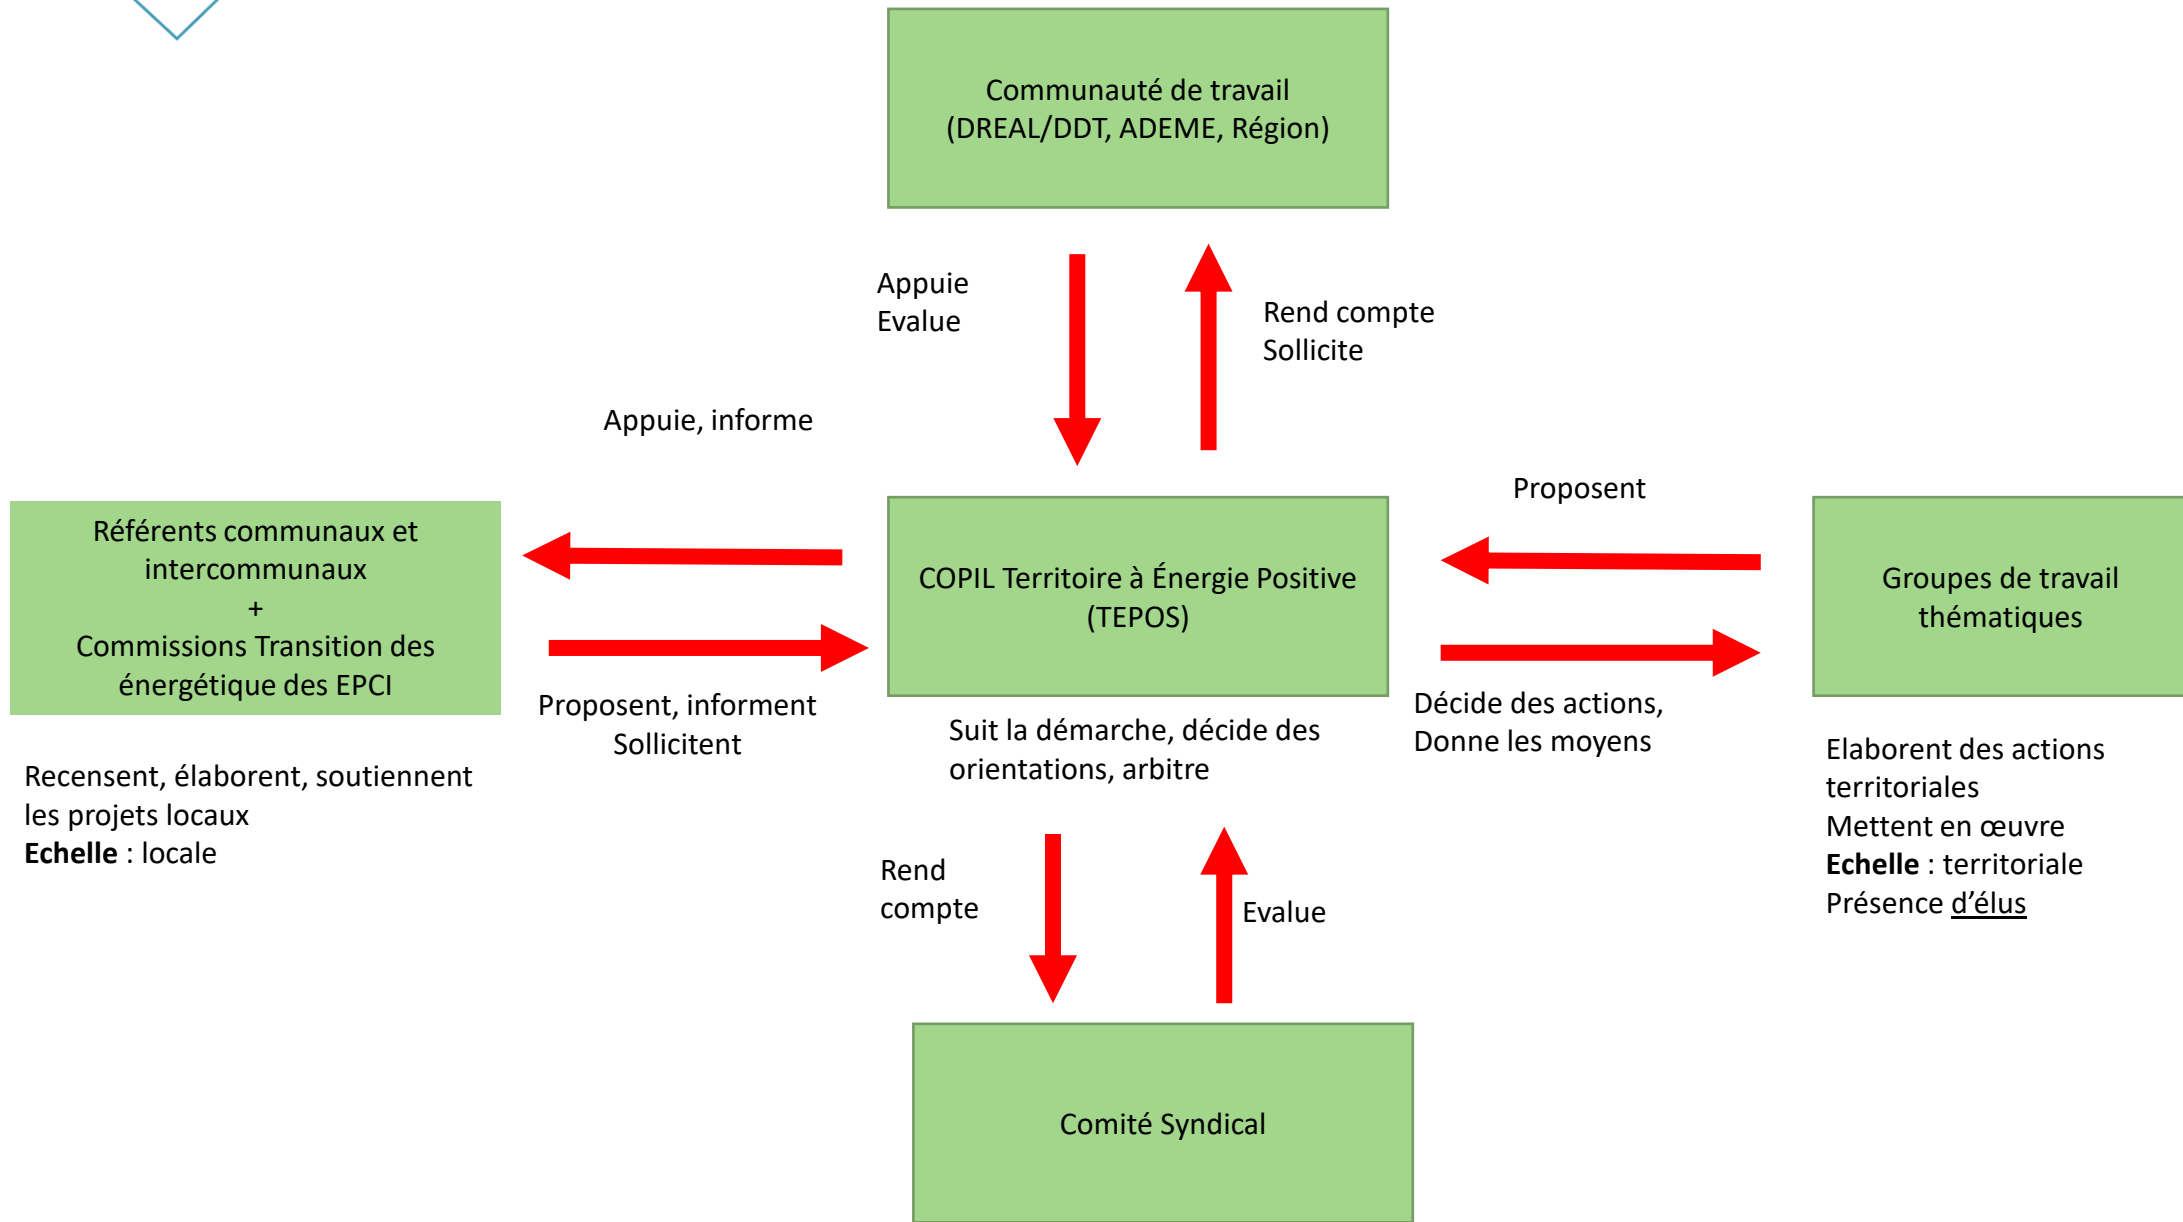 Communauté de travail
(DREAL/DDT, ADEME, Région)
Appuie
Evalue
Rend compte
Sollicite
Appuie, informe
Proposent
Référents communaux et
intercommunaux
+
Commissions Transition des
énergétique des EPCI
COPIL Territoire à Énergie Positive
(TEPOS)
Groupes de travail
thématiques
Proposent, informent
Sollicitent
Suit la démarche, décide des
orientations, arbitre
Décide des actions,
Donne les moyens
Recensent, élaborent, soutiennent
les projets locaux
Echelle : locale
Elaborent des actions
territoriales
Mettent en œuvre
Echelle : territoriale
Présence d’élus
Rend
compte
Evalue
Comité Syndical